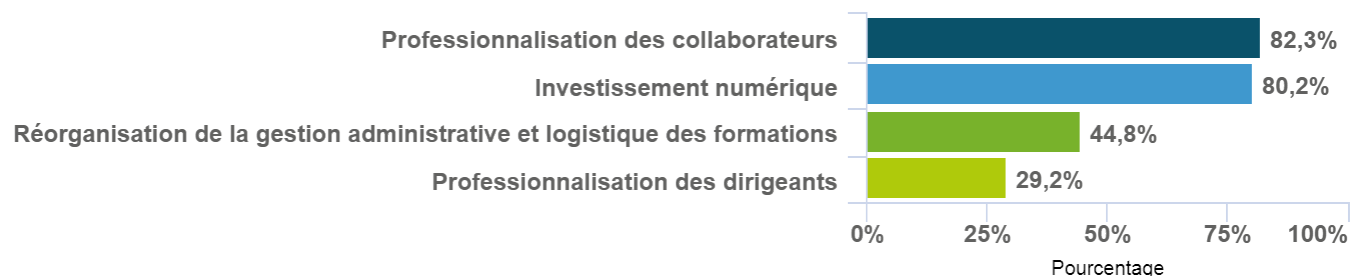 Professionnalisation des collaborateurs 82,3%
Investissement numérique 80,2%
Réorganisation de la gestion administrative et logistique des formations 44,8%
Professionnalisation des dirigeants 29,2%
0% 25% 50% 75% 100%
Pourcentage